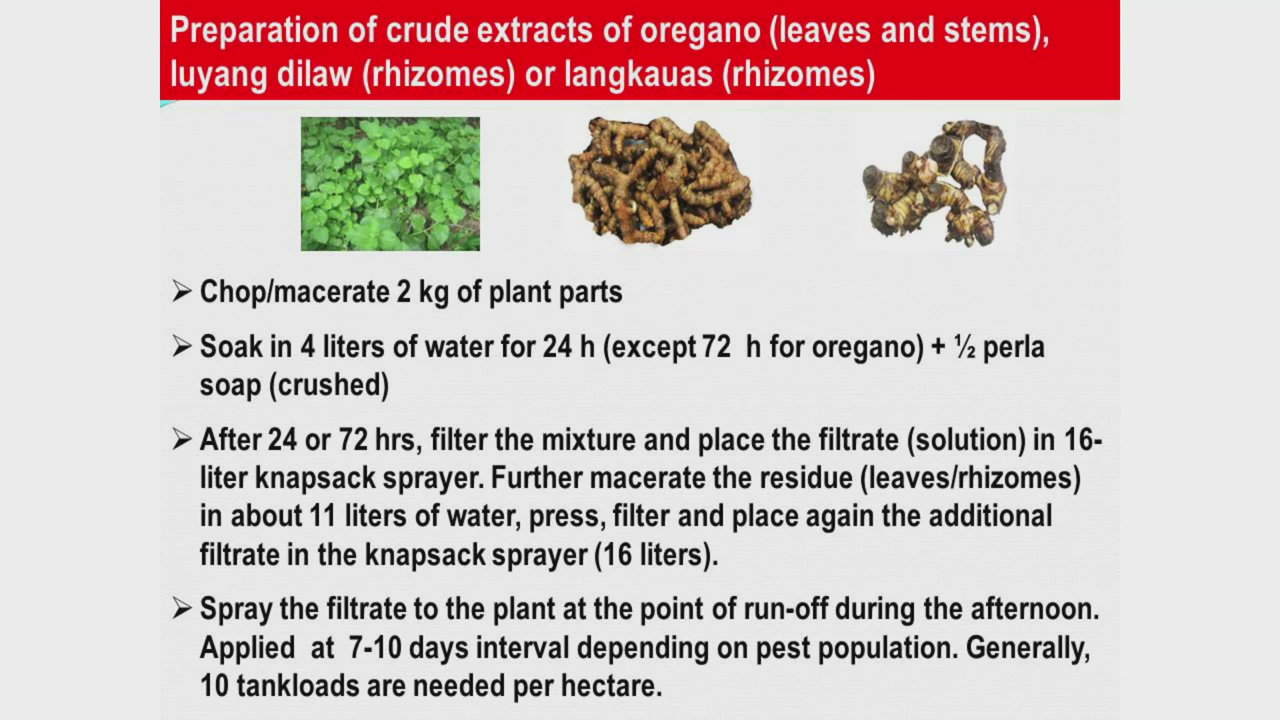 Preparation of crude extracts of oregano (leaves and stems),
luyang dilaw (rhizomes) or langkauas (rhizomes)
➢ Chop/macerate 2 kg of plant parts
➢ Soak in 4 liters of water for 24 h (except 72 h for oregano) + ½ perla
soap (crushed)
➢ After 24 or 72 hrs, filter the mixture and place the filtrate (solution) in 16-
liter knapsack sprayer. Further macerate the residue (leaves/rhizomes)
in about 11 liters of water, press, filter and place again the additional
filtrate in the knapsack sprayer (16 liters).
➢ Spray the filtrate to the plant at the point of run-off during the afternoon.
Applied at 7-10 days interval depending on pest population. Generally,
10 tankloads are needed per hectare.